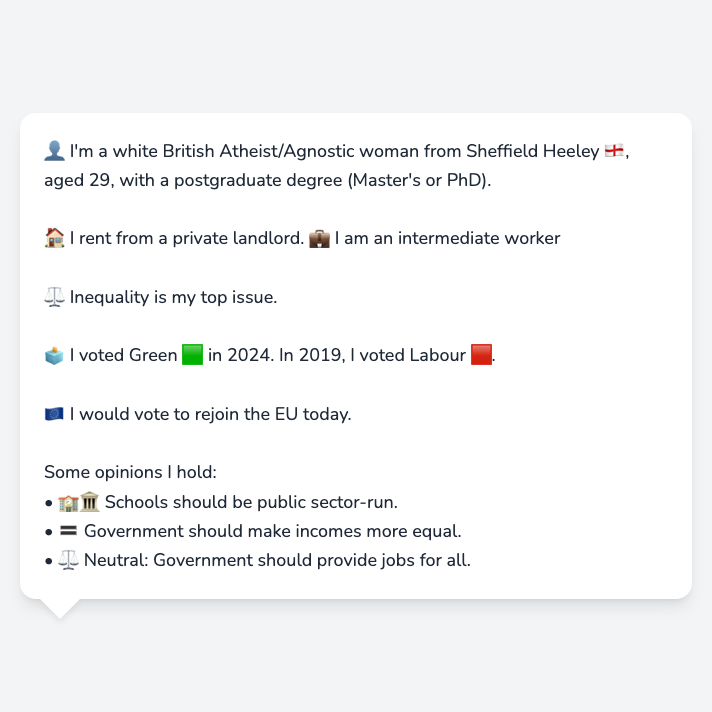 👤 I'm a white British Atheist/Agnostic woman from Sheffield Heeley 🏴󠁧󠁢󠁥󠁮󠁧󠁿,
aged 29, with a postgraduate degree (Master's or PhD).
🏠 I rent from a private landlord. 💼 I am an intermediate worker
⚖️ Inequality is my top issue.
🗳️ I voted Green 🟩 in 2024. In 2019, I voted Labour 🟥.
🇪🇺 I would vote to rejoin the EU today.
Some opinions I hold:
• 🏫🏛️ Schools should be public sector-run.
• 🟰 Government should make incomes more equal.
• ⚖️ Neutral: Government should provide jobs for all.